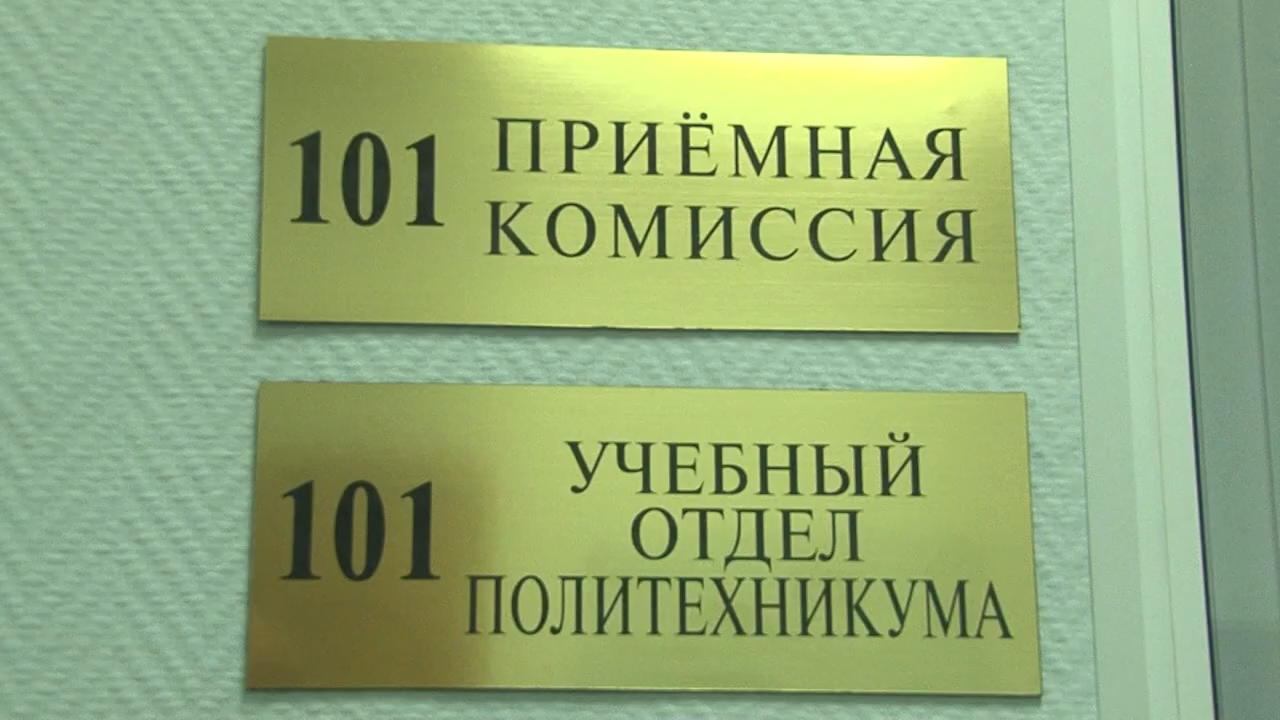 101 ПРИЁМНАЯ
КОМИССИЯ
101 УЧЕБНЫЙ
ОТДЕЛ
ПОЛИТЕХНИКУМА